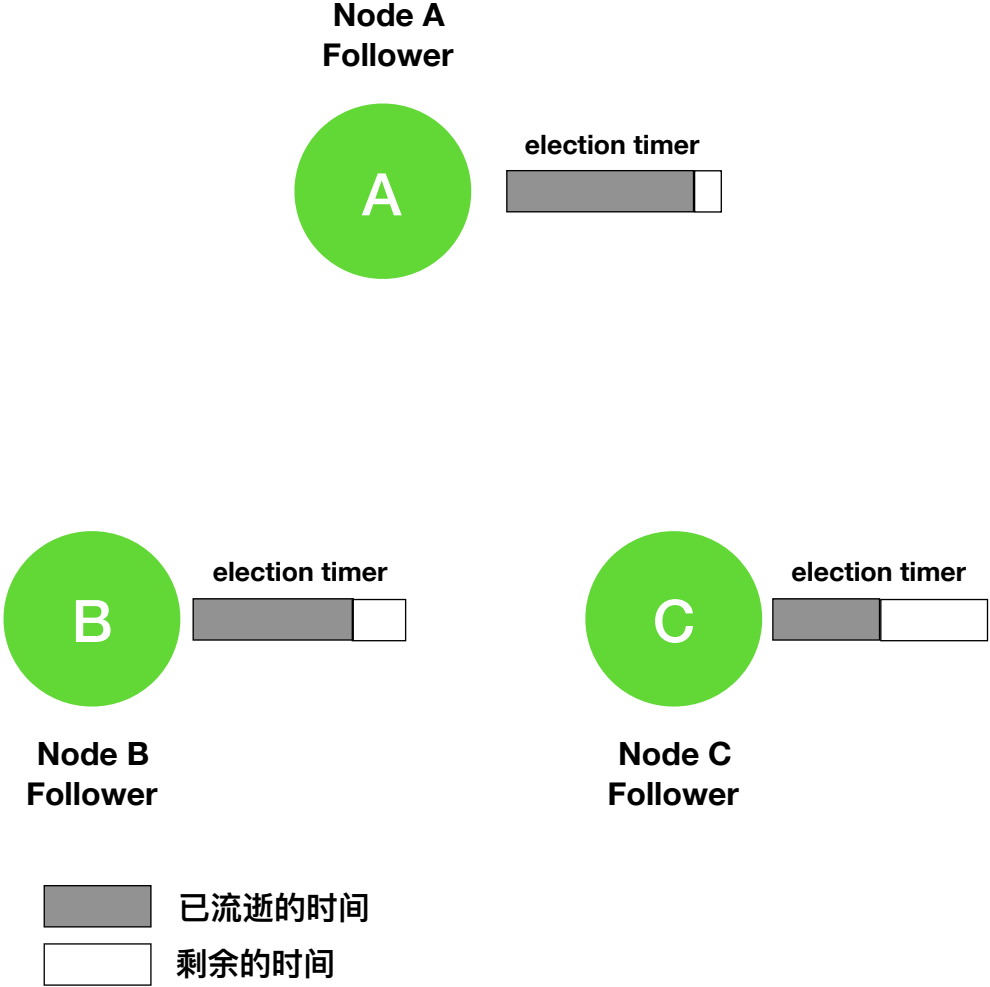 Node A
Follower
A
election timer
B
election timer
C
election timer
Node B
Follower
Node C
Follower
已流逝的时间
剩余的时间